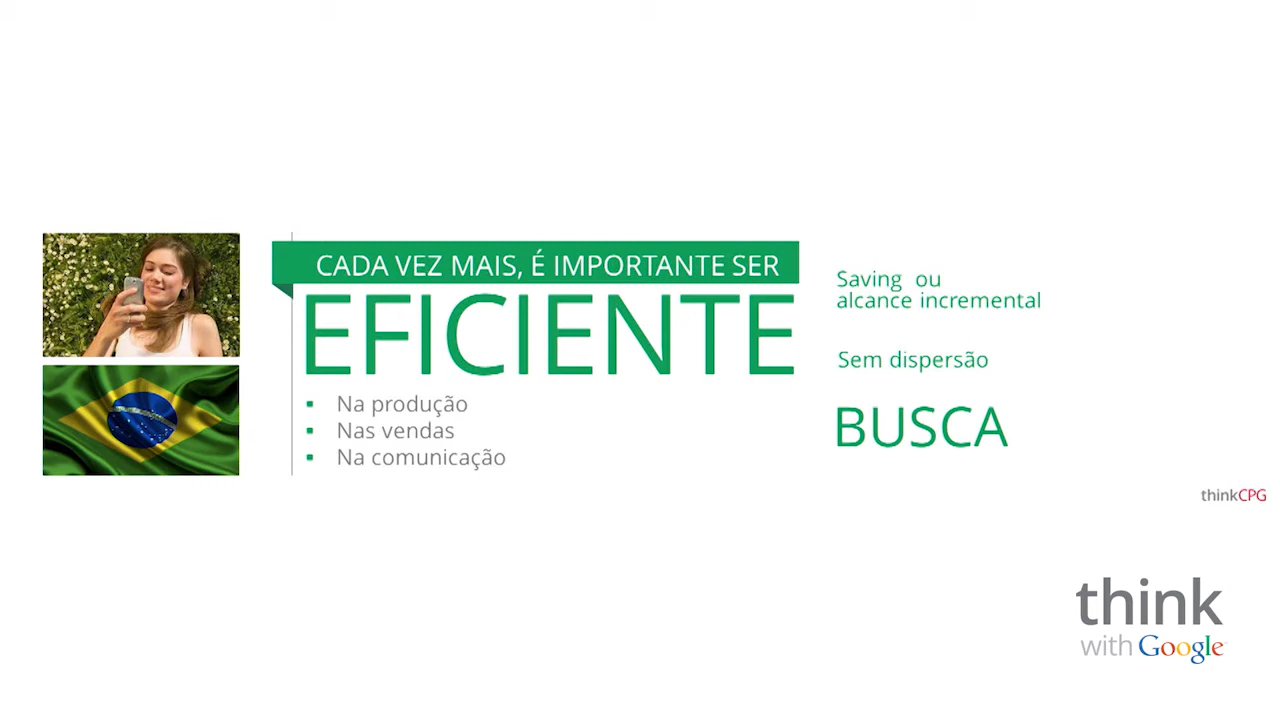 CADA VEZ MAIS, É IMPORTANTE SER
EFICIENTE
▪ Na produção
▪ Nas vendas
▪ Na comunicação
Saving ou
alcance incremental
Sem dispersão
BUSCA
thinkCPG
think
with Google